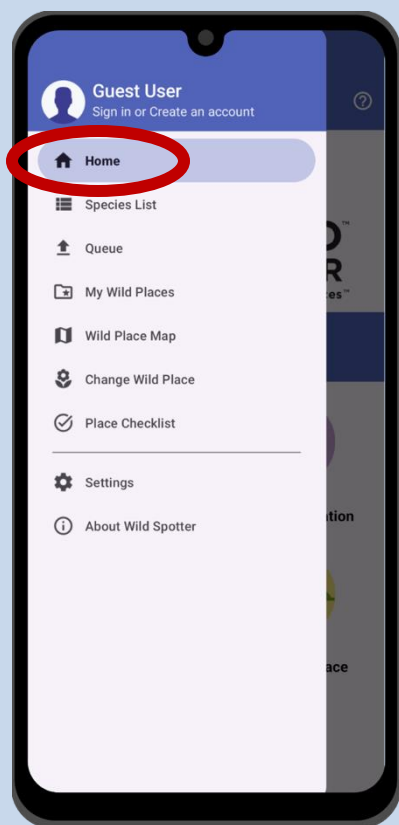 Guest User
Sign in or Create an account
Home
Species List
Queue
My Wild Places
Wild Place Map
Change Wild Place
Place Checklist
Settings
About Wild Spotter